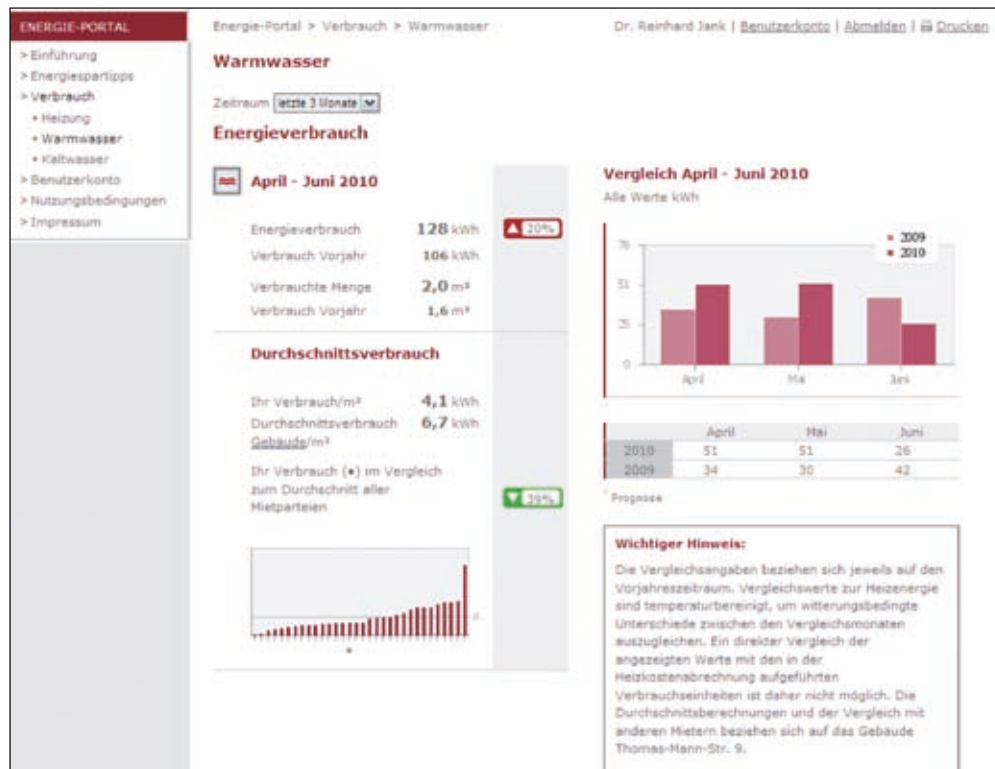 ENERGIE-PORTAL
> Einführung
> Energiespartipps
> Verbrauch
• Heizung
• Warmwasser
• Kaltwasser
> Benutzerkonto
> Nutzungsbedingungen
> Impressum
Energie-Portal > Verbrauch > Warmwasser
Dr. Reinhard Jank | Benutzerkonto | Abmelden | Drucken
Warmwasser
Zeitraum letzte 3 Monate
Energieverbrauch
April - Juni 2010
Energieverbrauch 128 kWh 20%
Verbrauch Vorjahr 106 kWh
Verbrauchte Menge 2,0 m³
Verbrauch Vorjahr 1,6 m³
Durchschnittsverbrauch
Ihr Verbrauch/m² 4,1 kWh
Durchschnittsverbrauch 6,7 kWh
Gebäude/m²
Ihr Verbrauch (•) im Vergleich
zum Durchschnitt aller
Mietparteien
39%
Vergleich April - Juni 2010
Alle Werte kWh
2009
2010
76
51
25
0
April Mai Juni
April Mai Juni
2010 51 51 26
2009 34 30 42
* Prognose
Wichtiger Hinweis:
Die Vergleichsangaben beziehen sich jeweils auf den
Vorjahreszeitraum. Vergleichswerte zur Heizenergie
sind temperaturbereinigt, um witterungsbedingte
Unterschiede zwischen den Vergleichsmonaten
auszugleichen. Ein direkter Vergleich der
angezeigten Werte mit den in der
Heizkostenabrechnung aufgeführten
Verbrauchseinheiten ist daher nicht möglich. Die
Durchschnittsberechnungen und der Vergleich mit
anderen Mietern beziehen sich auf das Gebäude
Thomas-Mann-Str. 9.